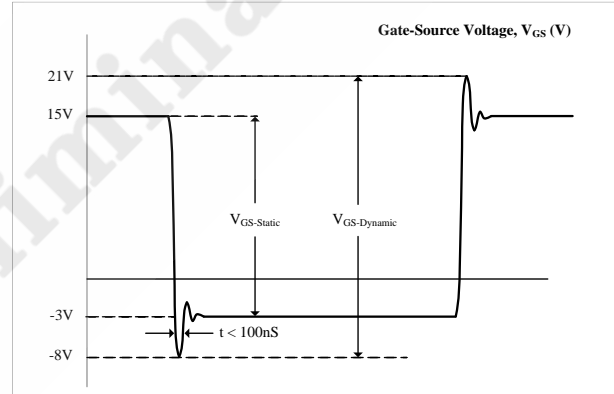 Gate-Source Voltage, VGS (V)
21V
15V
VGS-Static
VGS-Dynamic
-3V
t < 100nS
-8V